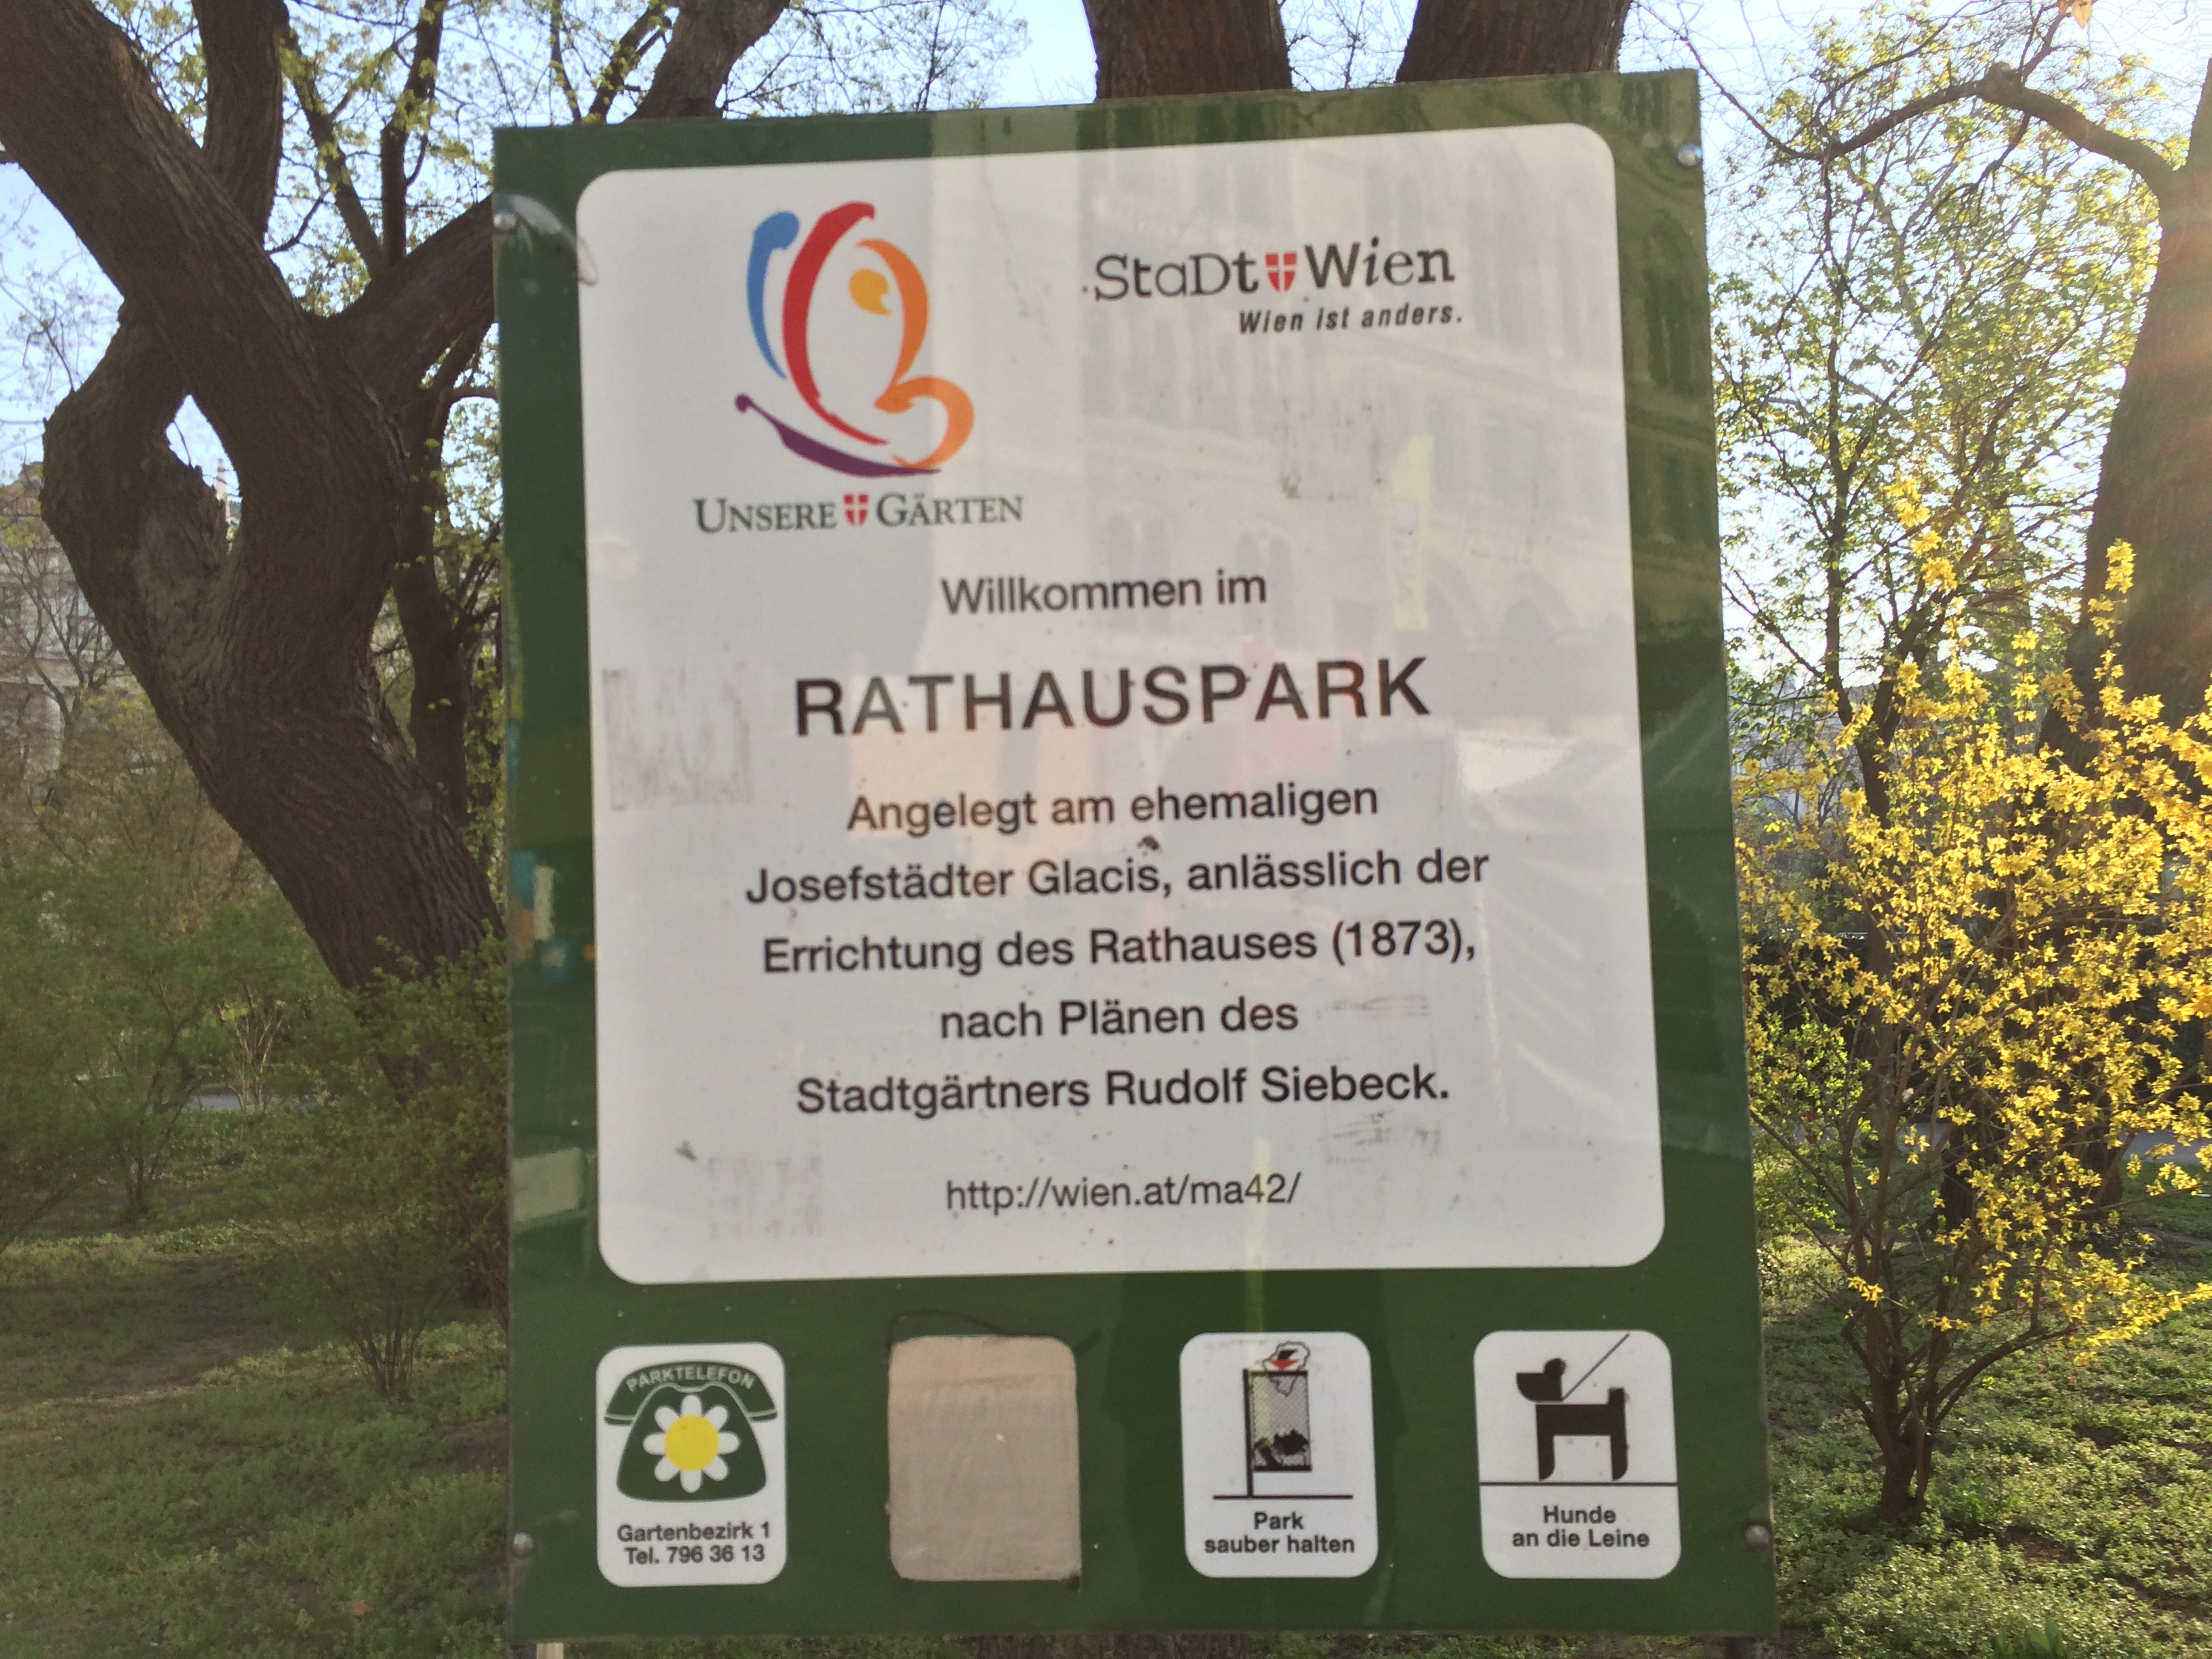 StaDt Wien
Wien ist anders.
UNSERE GÄRTEN
Willkommen im
RATHAUSPARK
Angelegt am ehemaligen
Josefstädter Glacis, anlässlich der
Errichtung des Rathauses (1873),
nach Plänen des
Stadtgärtners Rudolf Siebeck.
http://wien.at/ma42/
PARKTELEFON
Gartenbezirk 1
Tel. 796 36 13
Park
sauber halten
Hunde
an die Leine